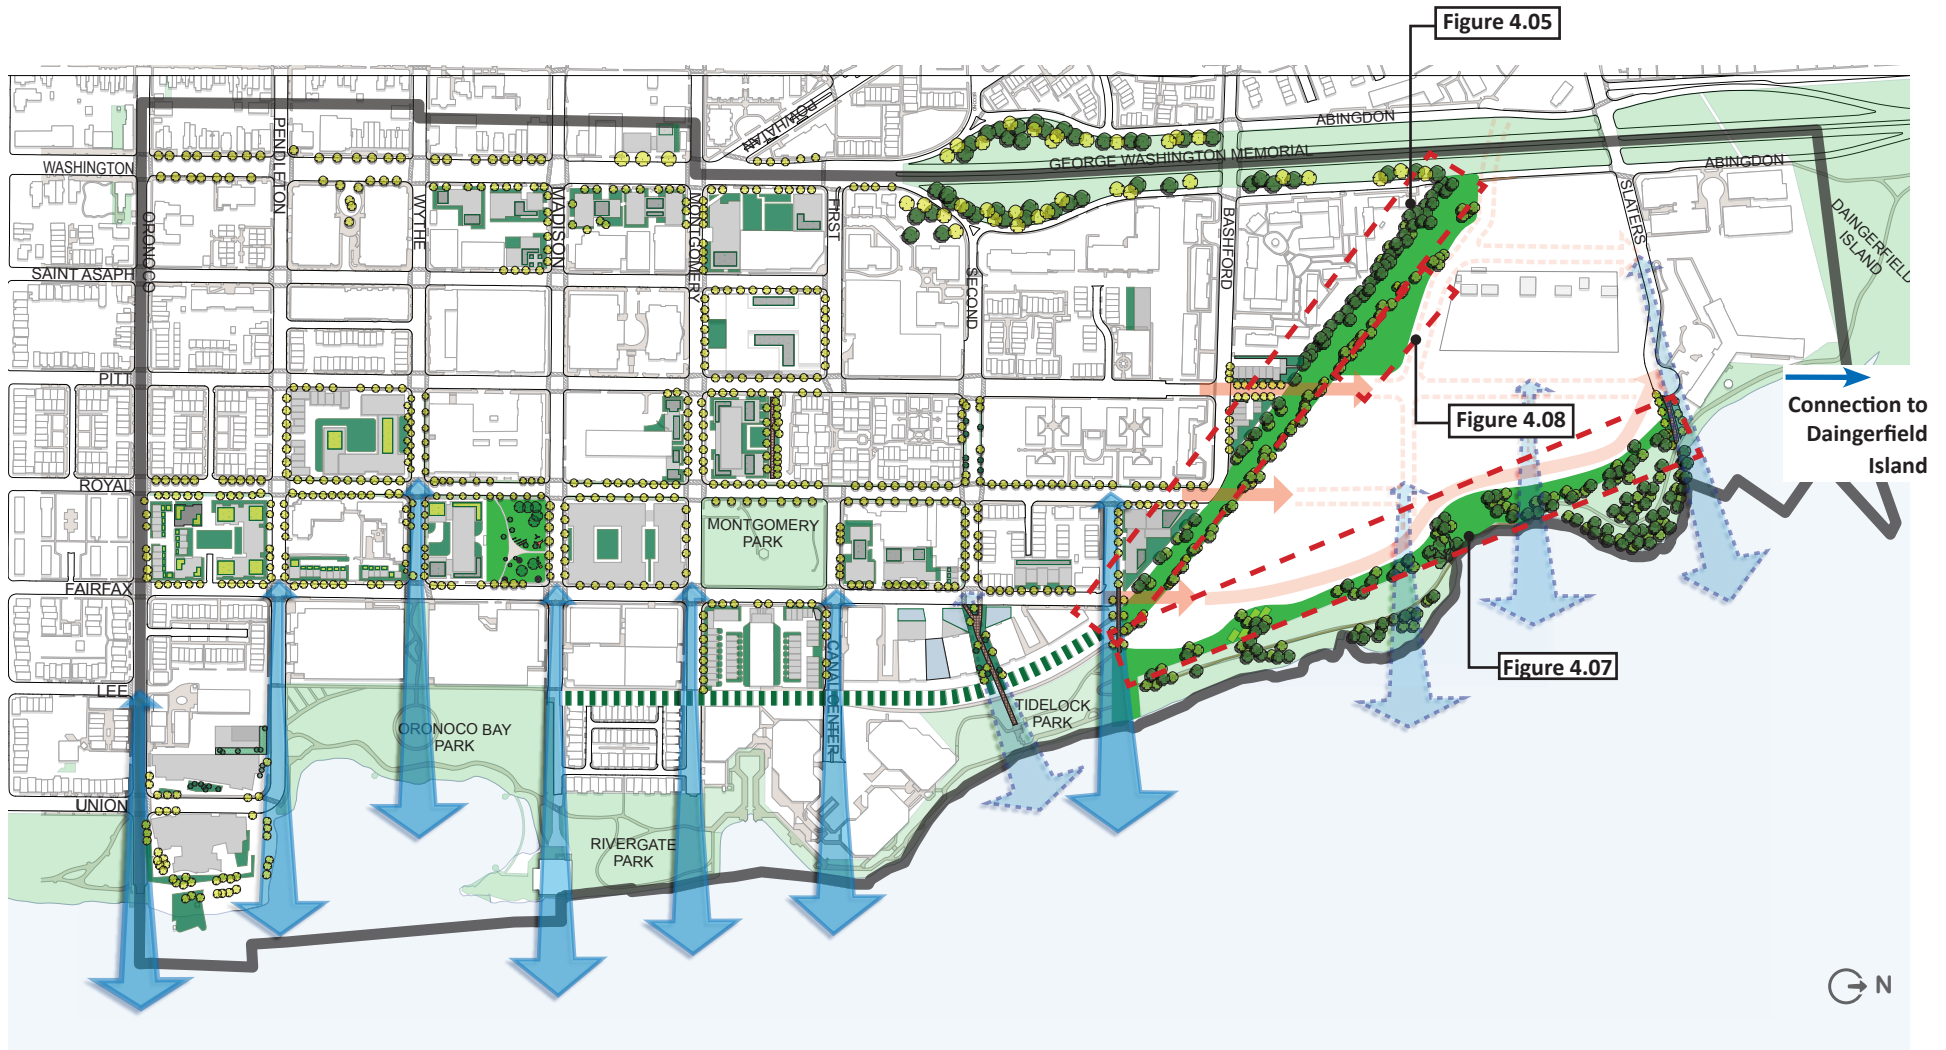 Figure 4.05
POWHATAN
ABINGDON
GEORGE WASHINGTON MEMORIAL
ABINGDON
WASHINGTON
PENDLETON
ORONOCO
WYTHE
MADISON
MONTGOMERY
FIRST
SECOND
BASHFORD
SLATERS
DAINGERFIELD
ISLAND
SAINT ASAPH
PITT
Connection to
Daingerfield
Island
Figure 4.08
ROYAL
MONTGOMERY
PARK
FAIRFAX
Figure 4.07
LEE
CANAL CENTER
TIDELOCK
PARK
ORONOCO BAY
PARK
UNION
RIVERGATE
PARK
N